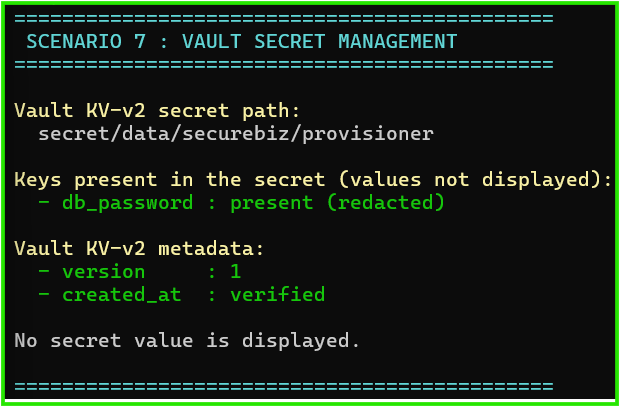 =============================================
SCENARIO 7 : VAULT SECRET MANAGEMENT
=============================================
Vault KV-v2 secret path:
secret/data/securebiz/provisioner
Keys present in the secret (values not displayed):
- db_password : present (redacted)
Vault KV-v2 metadata:
- version     : 1
- created_at  : verified
No secret value is displayed.
=============================================